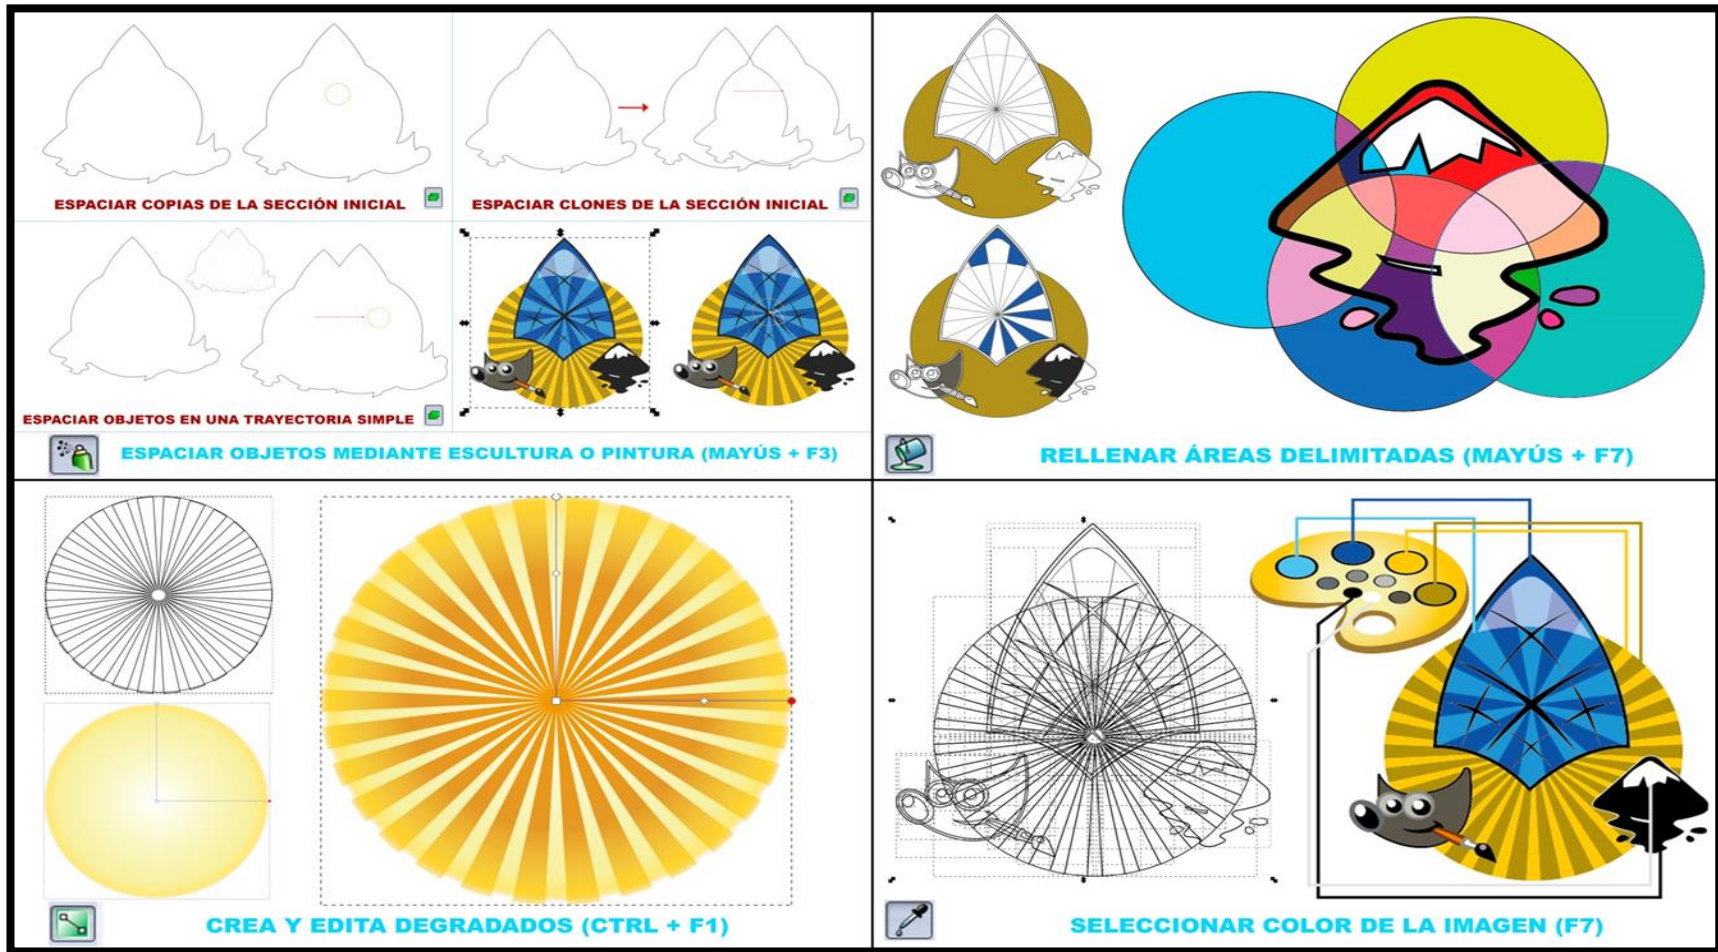 ESPACIAR COPIAS DE LA SECCIÓN INICIAL
ESPACIAR CLONES DE LA SECCIÓN INICIAL
ESPACIAR OBJETOS EN UNA TRAYECTORIA SIMPLE
ESPACIAR OBJETOS MEDIANTE ESCULTURA O PINTURA (MAYÚS + F3)
RELLENAR ÁREAS DELIMITADAS (MAYÚS + F7)
CREA Y EDITA DEGRADADOS (CTRL + F1)
SELECCIONAR COLOR DE LA IMAGEN (F7)